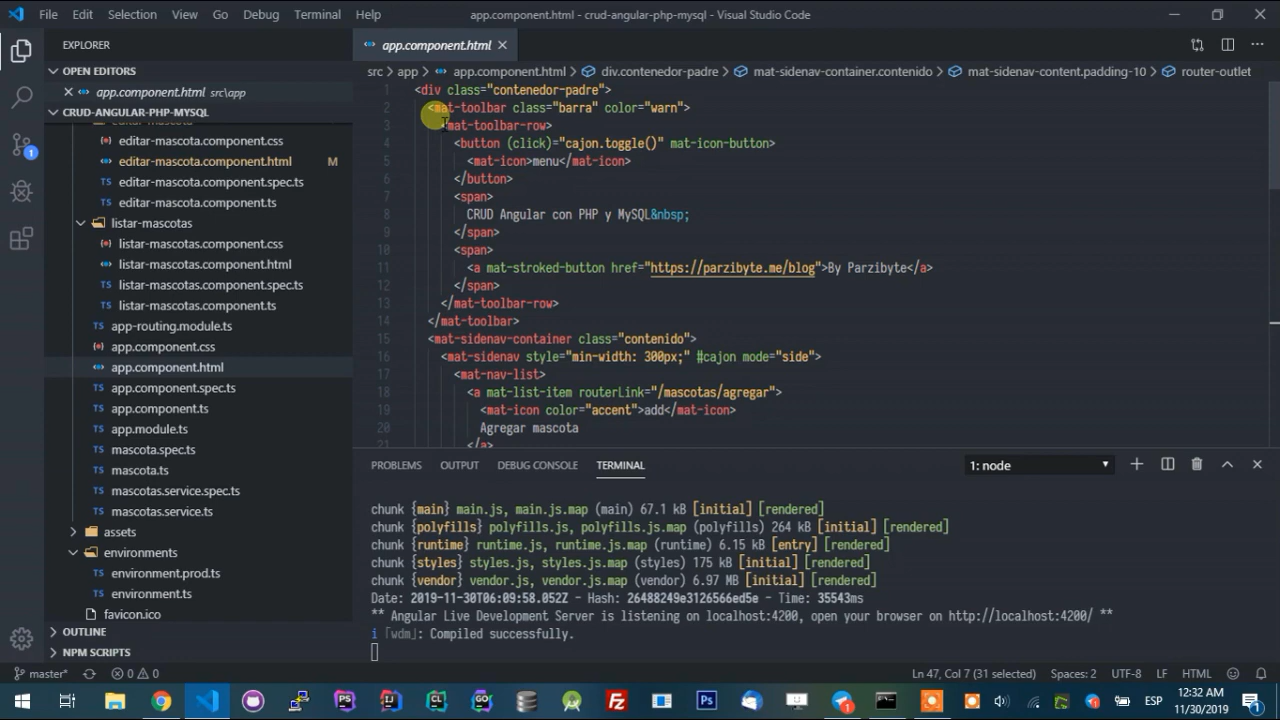 File Edit Selection View Go Debug Terminal Help
app.component.html - crud-angular-php-mysql - Visual Studio Code
EXPLORER
OPEN EDITORS
app.component.html src\app
CRUD-ANGULAR-PHP-MYSQL
editar-mascota
editar-mascota.component.css
editar-mascota.component.html M
editar-mascota.component.spec.ts
editar-mascota.component.ts
listar-mascotas
listar-mascotas.component.css
listar-mascotas.component.html
listar-mascotas.component.spec.ts
listar-mascotas.component.ts
app-routing.module.ts
app.component.css
app.component.html
app.component.spec.ts
app.component.ts
app.module.ts
mascota.spec.ts
mascota.ts
mascotas.service.spec.ts
mascotas.service.ts
assets
environments
environment.prod.ts
environment.ts
favicon.ico
OUTLINE
NPM SCRIPTS
app.component.html
src > app > app.component.html > div.contenedor-padre > mat-sidenav-container.contenido > mat-sidenav-content.padding-10 > router-outlet
1 <div class="contenedor-padre">
2 <mat-toolbar class="barra" color="warn">
3 <mat-toolbar-row>
4 <button (click)="cajon.toggle()" mat-icon-button>
5 <mat-icon>menu</mat-icon>
6 </button>
7 <span>
8 CRUD Angular con PHP y MySQL&nbsp;
9 </span>
10 <span>
11 <a mat-stroked-button href="https://parzibyte.me/blog">By Parzibyte</a>
12 </span>
13 </mat-toolbar-row>
14 </mat-toolbar>
15 <mat-sidenav-container class="contenido">
16 <mat-sidenav style="min-width: 300px;" #cajon mode="side">
17 <mat-nav-list>
18 <a mat-list-item routerLink="/mascotas/agregar">
19 <mat-icon color="accent">add</mat-icon>
20 Agregar mascota
21 </a>
PROBLEMS OUTPUT DEBUG CONSOLE TERMINAL 1: node
chunk {main} main.js, main.js.map (main) 67.1 kB [initial] [rendered]
chunk {polyfills} polyfills.js, polyfills.js.map (polyfills) 264 kB [initial] [rendered]
chunk {runtime} runtime.js, runtime.js.map (runtime) 6.15 kB [entry] [rendered]
chunk {styles} styles.js, styles.js.map (styles) 175 kB [initial] [rendered]
chunk {vendor} vendor.js, vendor.js.map (vendor) 6.97 MB [initial] [rendered]
Date: 2019-11-30T06:09:58.052Z - Hash: 26488249e3126566ed5e - Time: 35543ms
** Angular Live Development Server is listening on localhost:4200, open your browser on http://localhost:4200/ **
i ｢wdm｣: Compiled successfully.
master* 0 0 Ln 47, Col 7 (31 selected) Spaces: 2 UTF-8 LF HTML 1
ESP 12:32 AM
11/30/2019